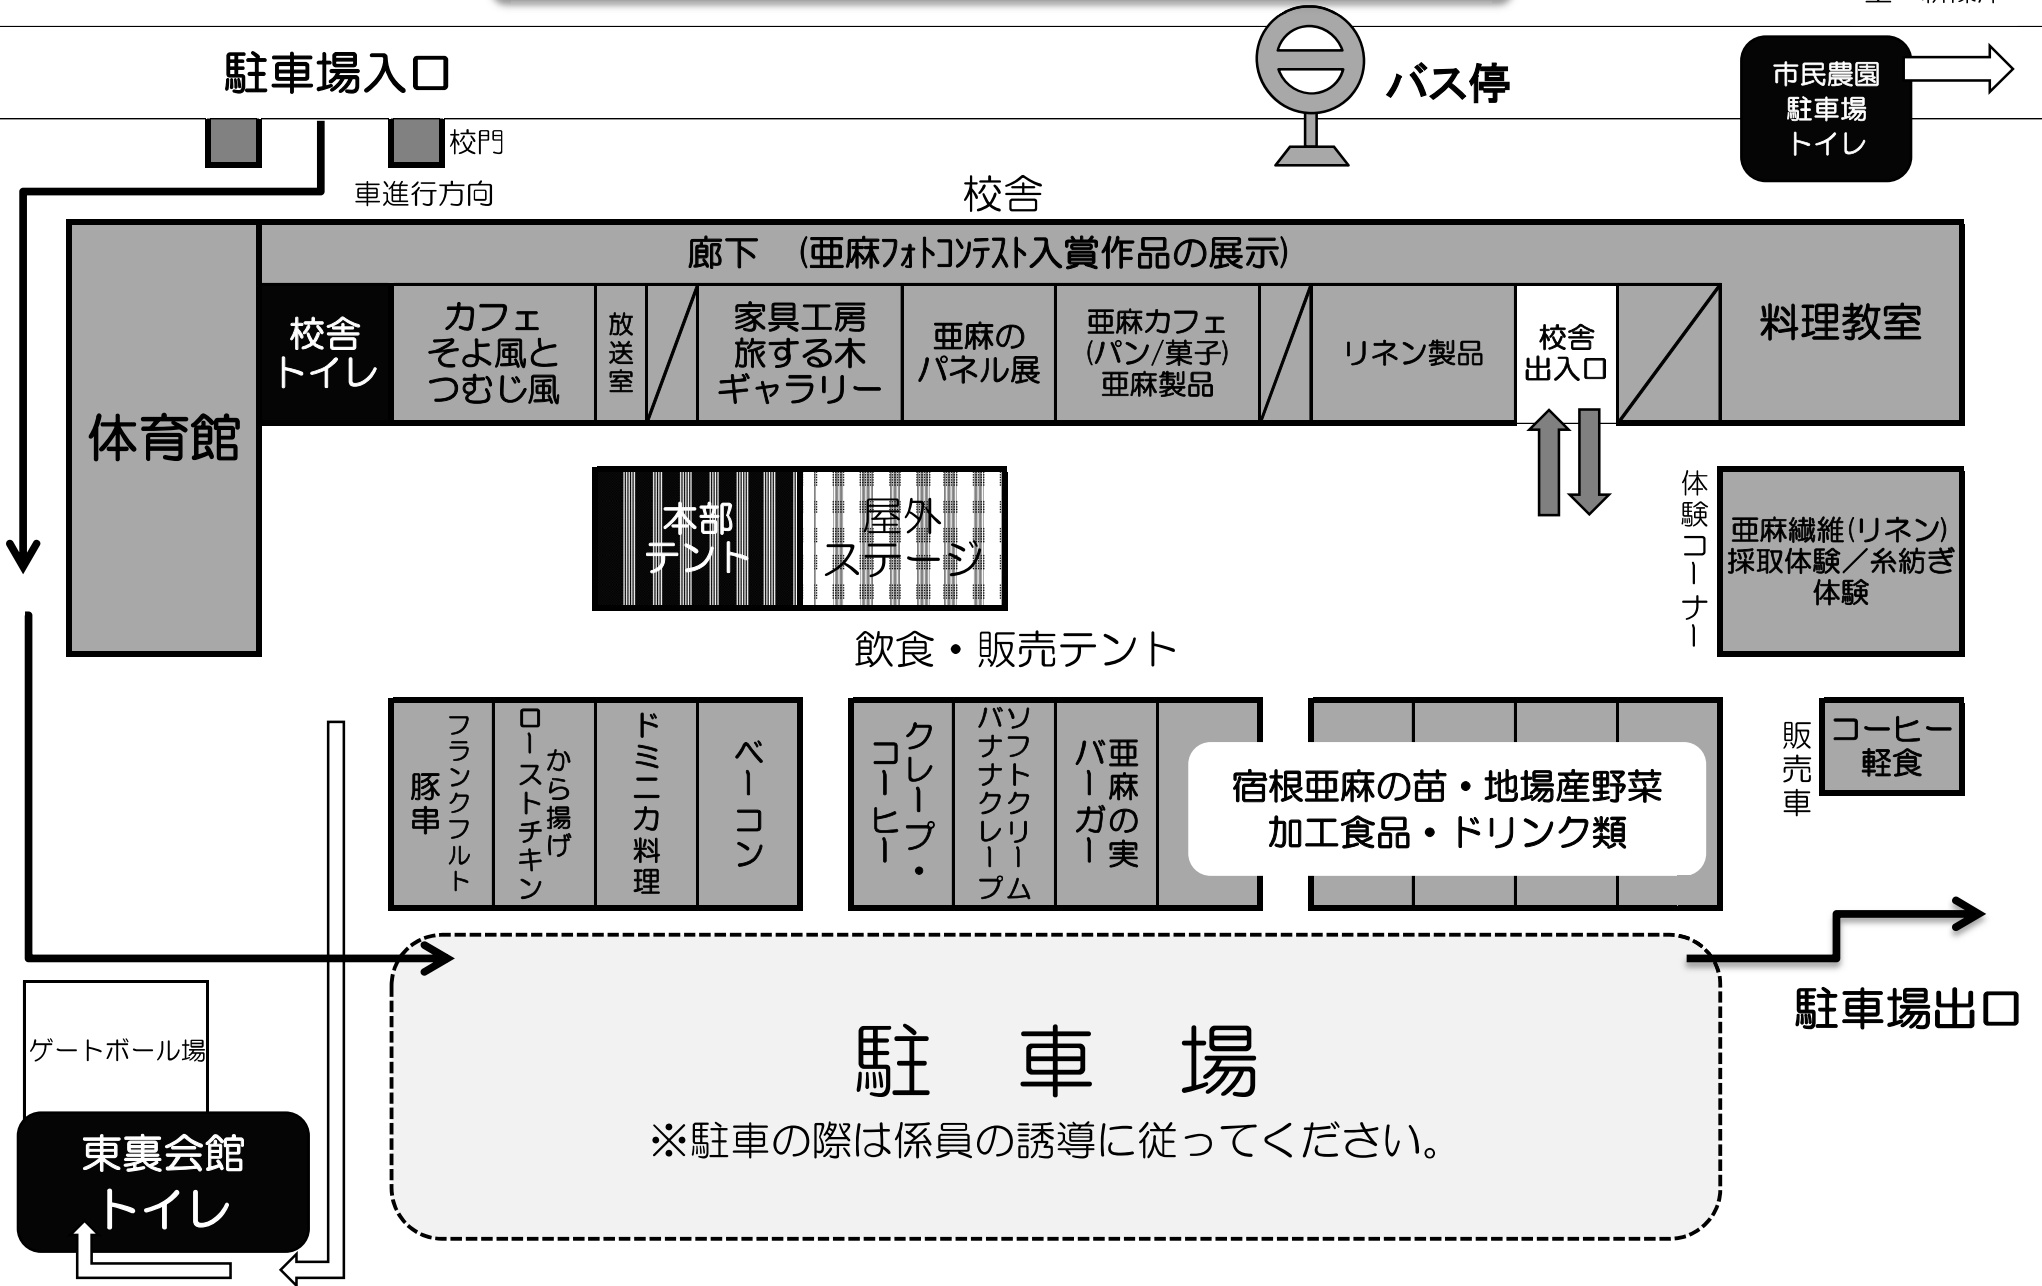 駐車場入口
バス停
市民農園
駐車場
トイレ
校門
車進行方向
校舎
廊下　(亜麻フォトコンテスト入賞作品の展示)
体育館
校舎
トイレ
カフェ
そよ風と
つむじ風
放送室
家具工房
旅する木
ギャラリー
亜麻の
パネル展
亜麻カフェ
(パン/菓子)
亜麻製品
リネン製品
校舎
出入口
料理教室
本部
テント
屋外
ステージ
体験コーナー
亜麻繊維(リネン)
採取体験／糸紡ぎ
体験
飲食・販売テント
フランクフルト
豚串
から揚げ
ローストチキン
ドミニカ料理
ベーコン
クレープ・
コーヒー
ソフトクリーム
バナナクレープ
亜麻の実
バーガー
宿根亜麻の苗・地場産野菜
加工食品・ドリンク類
販売車
コーヒー
軽食
駐車場出口
駐　車　場
※駐車の際は係員の誘導に従ってください。
ゲートボール場
東裏会館
トイレ